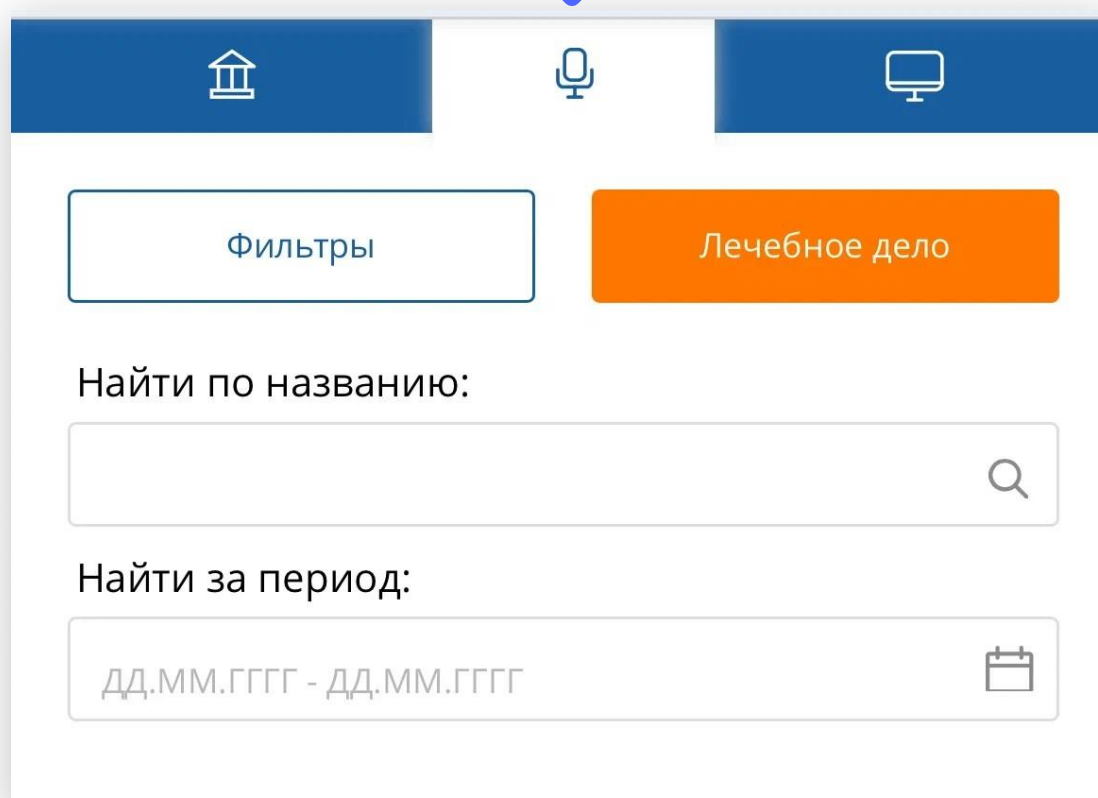 Фильтры
Лечебное дело
Найти по названию:
Найти за период:
ДД.ММ.ГГГГ - ДД.ММ.ГГГГ